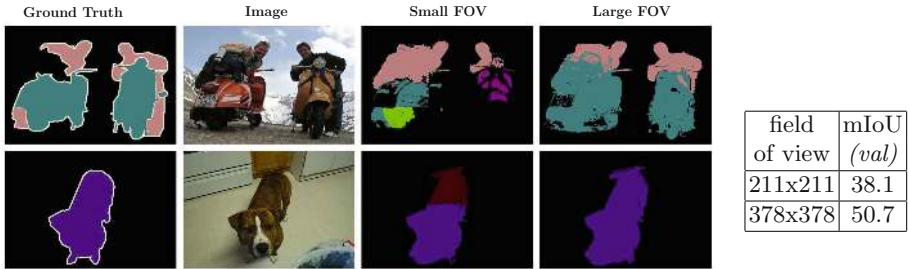 Ground Truth Image Small FOV Large FOV
field mIoU
of view (val)
211x211 38.1
378x378 50.7